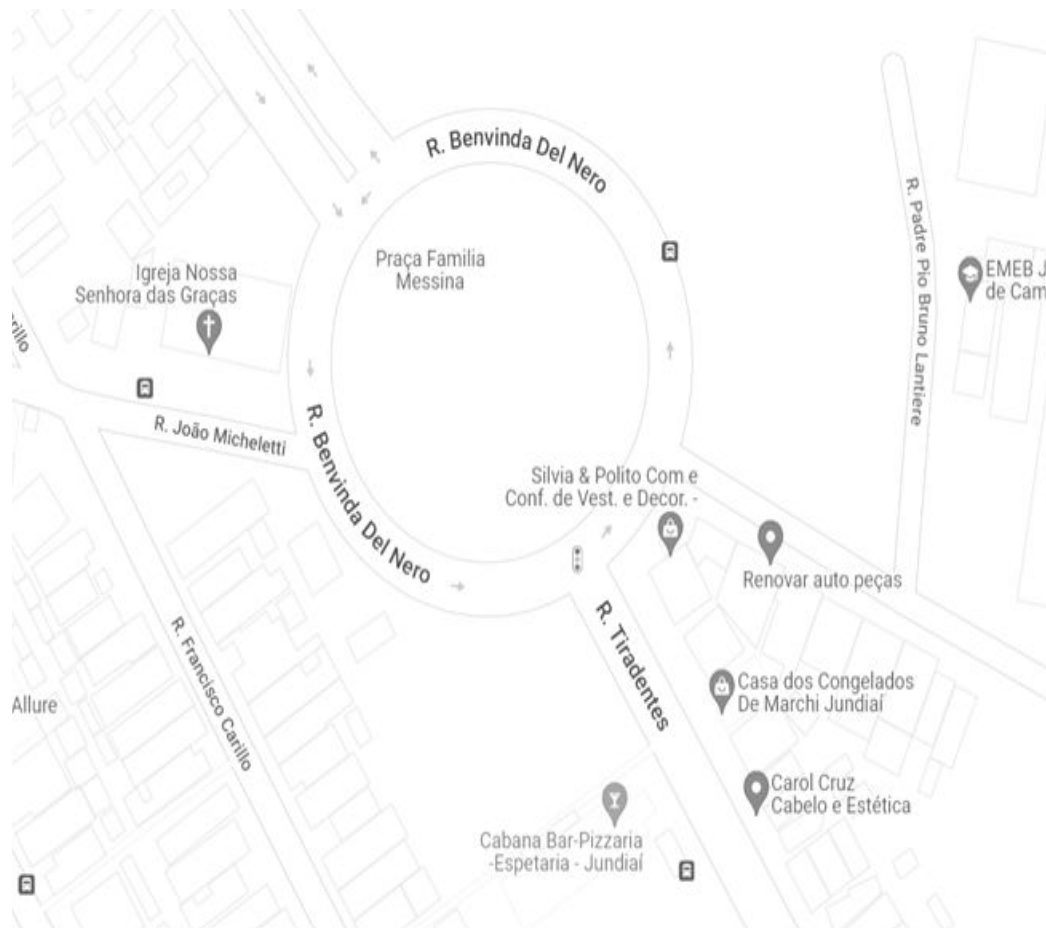 R. Benvinda Del Nero
Praça Familia
Messina
Igreja Nossa
Senhora das Graças
R. Padre Pio Bruno Lantiere
EMEB J
de Cam
R. João Micheletti
R. Benvinda Del Nero
Silvia & Polito Com e
Conf. de Vest. e Decor. -
Renovar auto peças
R. Tiradentes
R. Francisco Carillo
Allure
Casa dos Congelados
De Marchi Jundiaí
Carol Cruz
Cabelo e Estética
Cabana Bar-Pizzaria
-Espetaria - Jundiaí